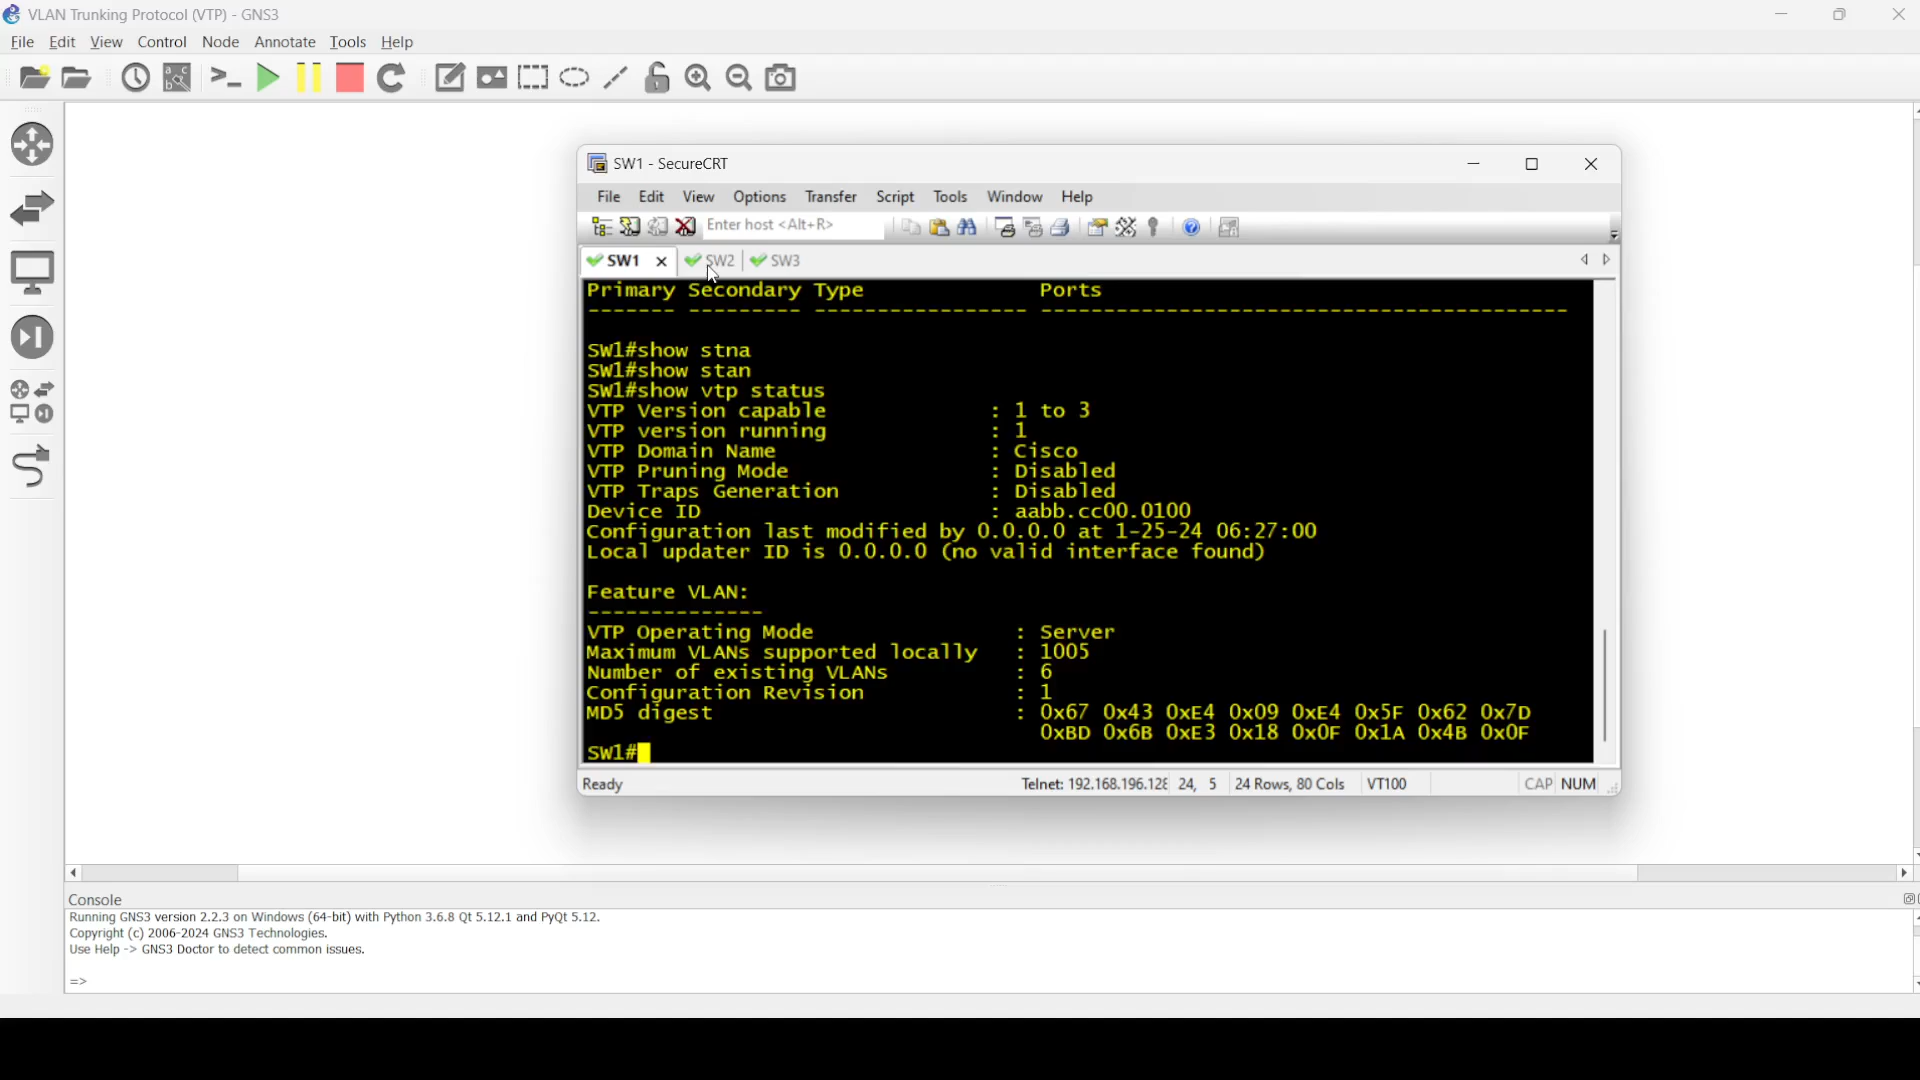 VLAN Trunking Protocol (VTP) - GNS3
File Edit View Control Node Annotate Tools Help
SW1 - SecureCRT
File Edit View Options Transfer Script Tools Window Help
Enter host <Alt+R>
SW1 SW2 SW3
Primary Secondary Type Ports
------- --------- ----------------- ------------------------------------------
SW1#show stna
SW1#show stan
SW1#show vtp status
VTP Version capable : 1 to 3
VTP version running : 1
VTP Domain Name : Cisco
VTP Pruning Mode : Disabled
VTP Traps Generation : Disabled
Device ID : aabb.cc00.0100
Configuration last modified by 0.0.0.0 at 1-25-24 06:27:00
Local updater ID is 0.0.0.0 (no valid interface found)
Feature VLAN:
--------------
VTP Operating Mode : Server
Maximum VLANs supported locally : 1005
Number of existing VLANs : 6
Configuration Revision : 1
MD5 digest : 0x67 0x43 0xE4 0x09 0xE4 0x5F 0x62 0x7D
0xBD 0x6B 0xE3 0x18 0x0F 0x1A 0x4B 0x0F
SW1#
Ready Telnet: 192.168.196.128 24, 5 24 Rows, 80 Cols VT100 CAP NUM
Console
Running GNS3 version 2.2.3 on Windows (64-bit) with Python 3.6.8 Qt 5.12.1 and PyQt 5.12.
Copyright (c) 2006-2024 GNS3 Technologies.
Use Help -> GNS3 Doctor to detect common issues.
=>